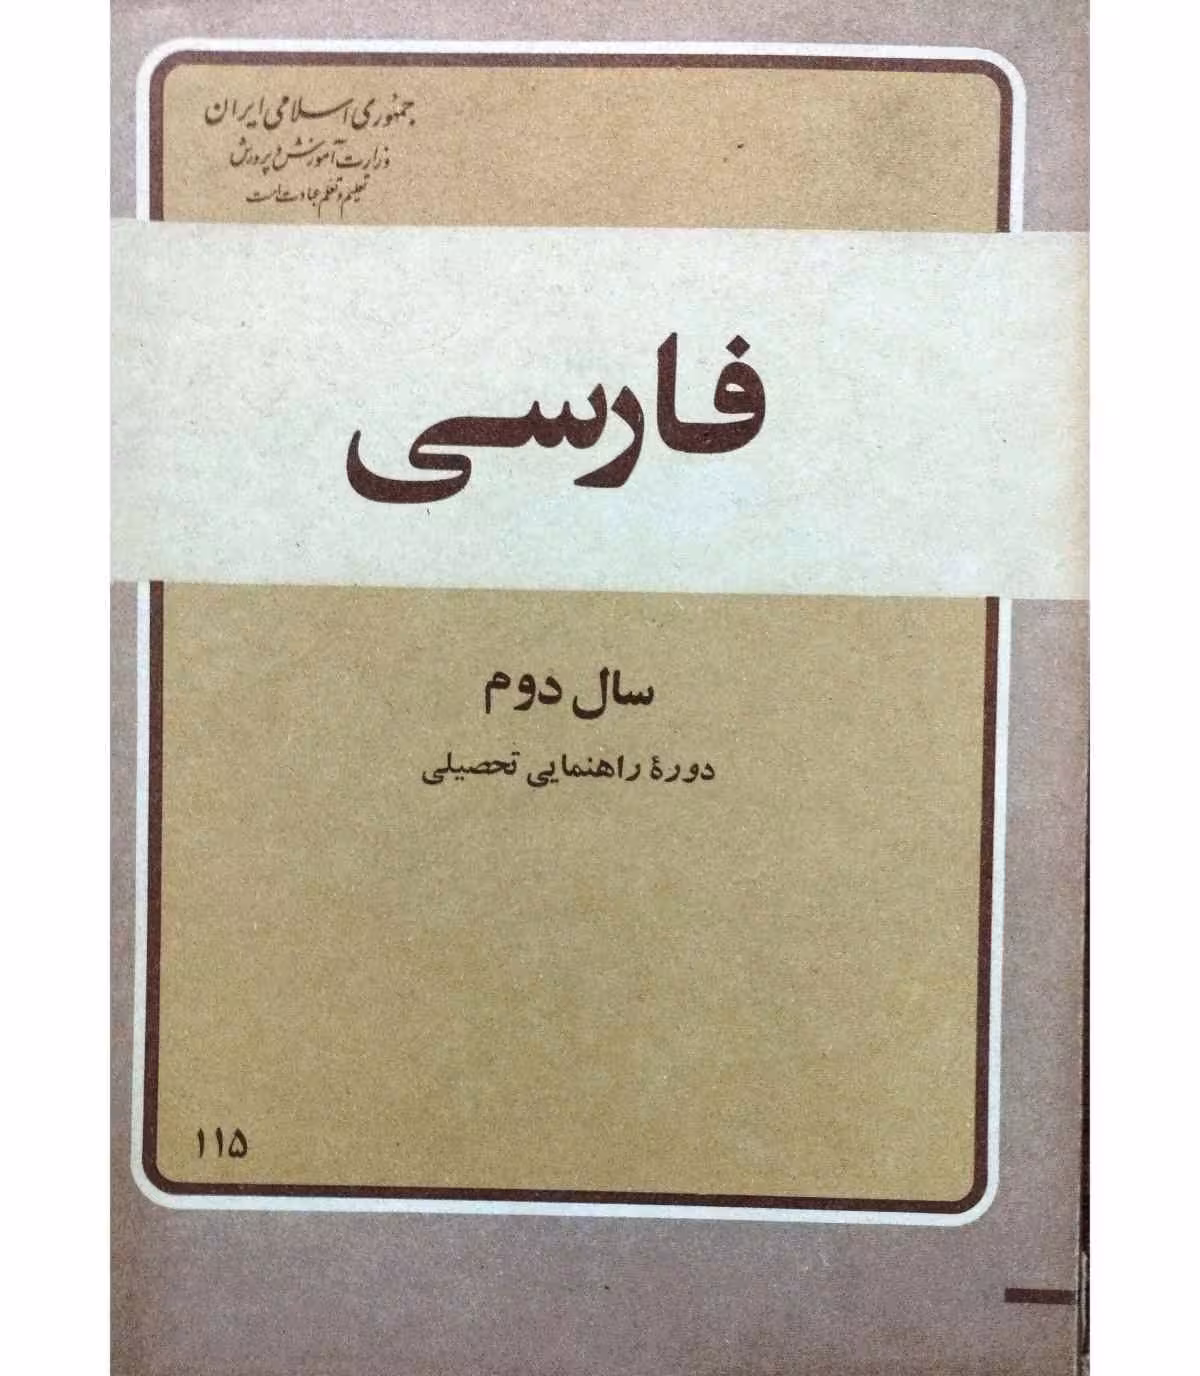 جمهوری اسلامی ایران
وزارت آموزش و پرورش
تعلیم و تعلم عبادت است
فارسی
سال دوم
دورهٔ راهنمایی تحصیلی
۱۱۵